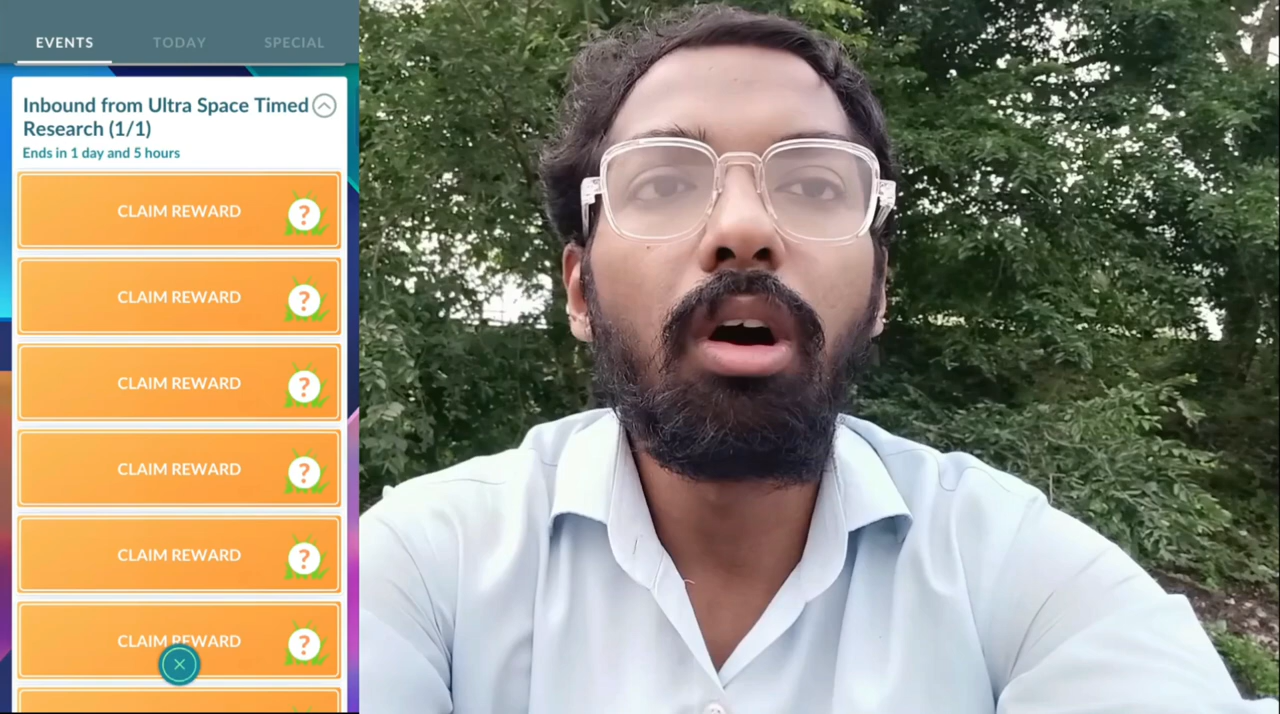 EVENTS TODAY SPECIAL
Inbound from Ultra Space Timed
Research (1/1)
Ends in 1 day and 5 hours
CLAIM REWARD ?
CLAIM REWARD ?
CLAIM REWARD ?
CLAIM REWARD ?
CLAIM REWARD ?
CLAIM REWARD ?